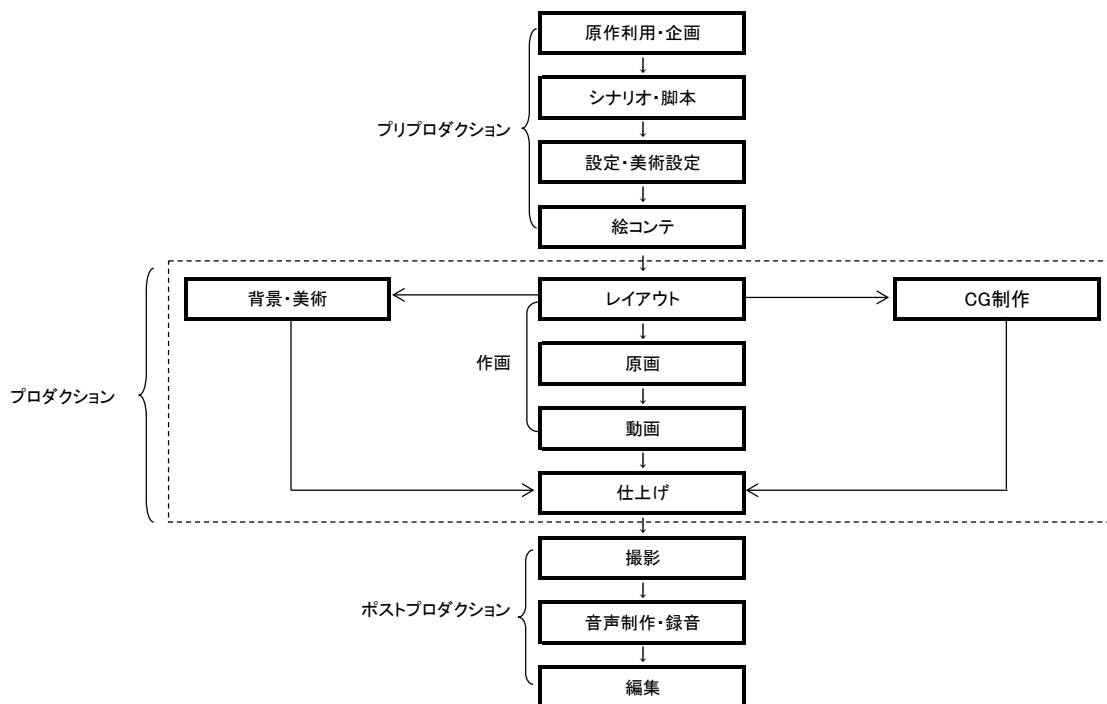 原作利用・企画
↓
シナリオ・脚本
プリプロダクション
↓
設定・美術設定
↓
絵コンテ
↓
背景・美術
レイアウト
CG制作
↓
作画
原画
プロダクション
↓
動画
↓
仕上げ
↓
撮影
↓
ポストプロダクション
音声制作・録音
↓
編集